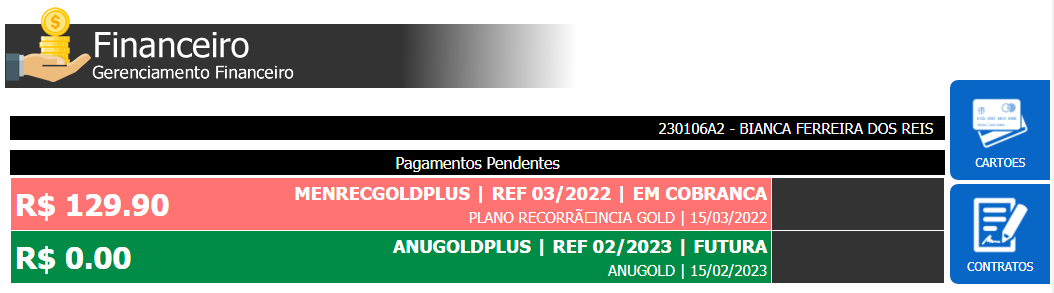 Financeiro
Gerenciamento Financeiro
230106A2 - BIANCA FERREIRA DOS REIS
Pagamentos Pendentes
R$ 129.90
MENRECGOLDPLUS | REF 03/2022 | EM COBRANCA
PLANO RECORRÃ□NCIA GOLD | 15/03/2022
R$ 0.00
ANUGOLDPLUS | REF 02/2023 | FUTURA
ANUGOLD | 15/02/2023
CARTOES
CONTRATOS